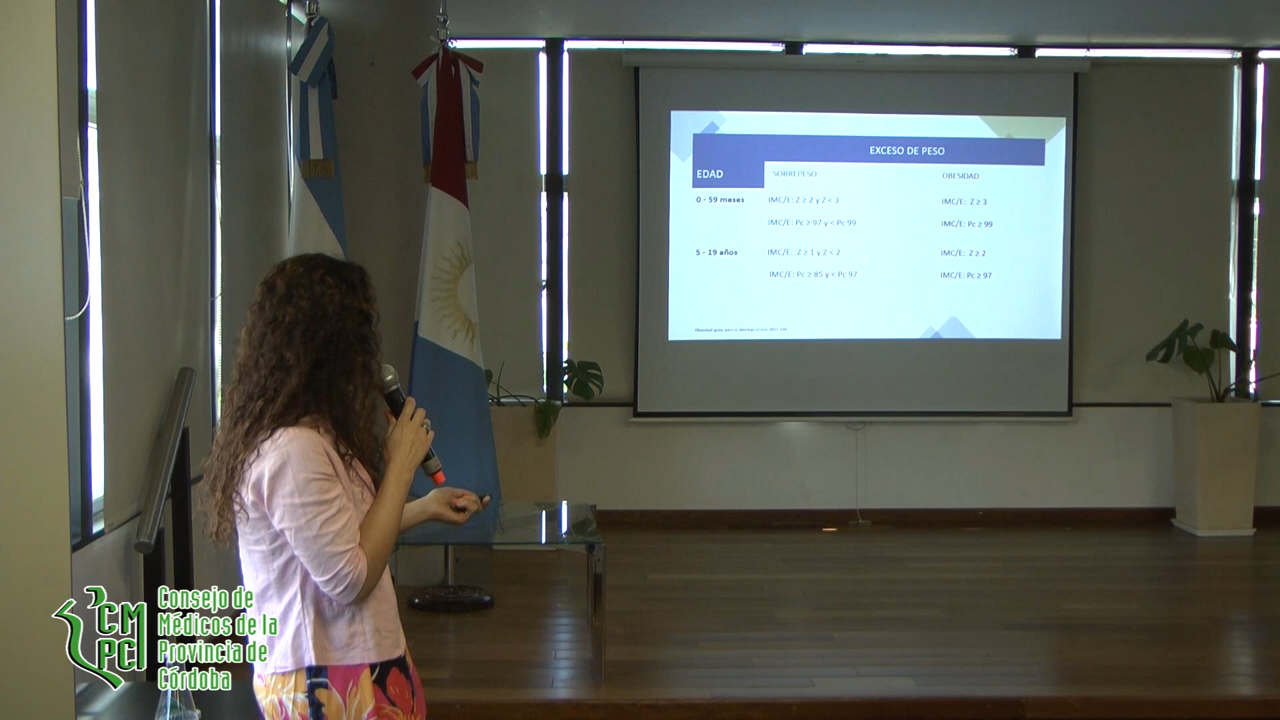 EXCESO DE PESO
EDAD
SOBREPESO
OBESIDAD
0 - 59 meses
IMC/E: Z ≥ 2 y Z < 3
IMC/E: Z ≥ 3
IMC/E: Pc ≥ 97 y < Pc 99
IMC/E: Pc ≥ 99
5 - 19 años
IMC/E: Z ≥ 1 y Z < 2
IMC/E: Z ≥ 2
IMC/E: Pc ≥ 85 y < Pc 97
IMC/E: Pc ≥ 97
CM
PC
Consejo de
Médicos de la
Provincia de
Córdoba